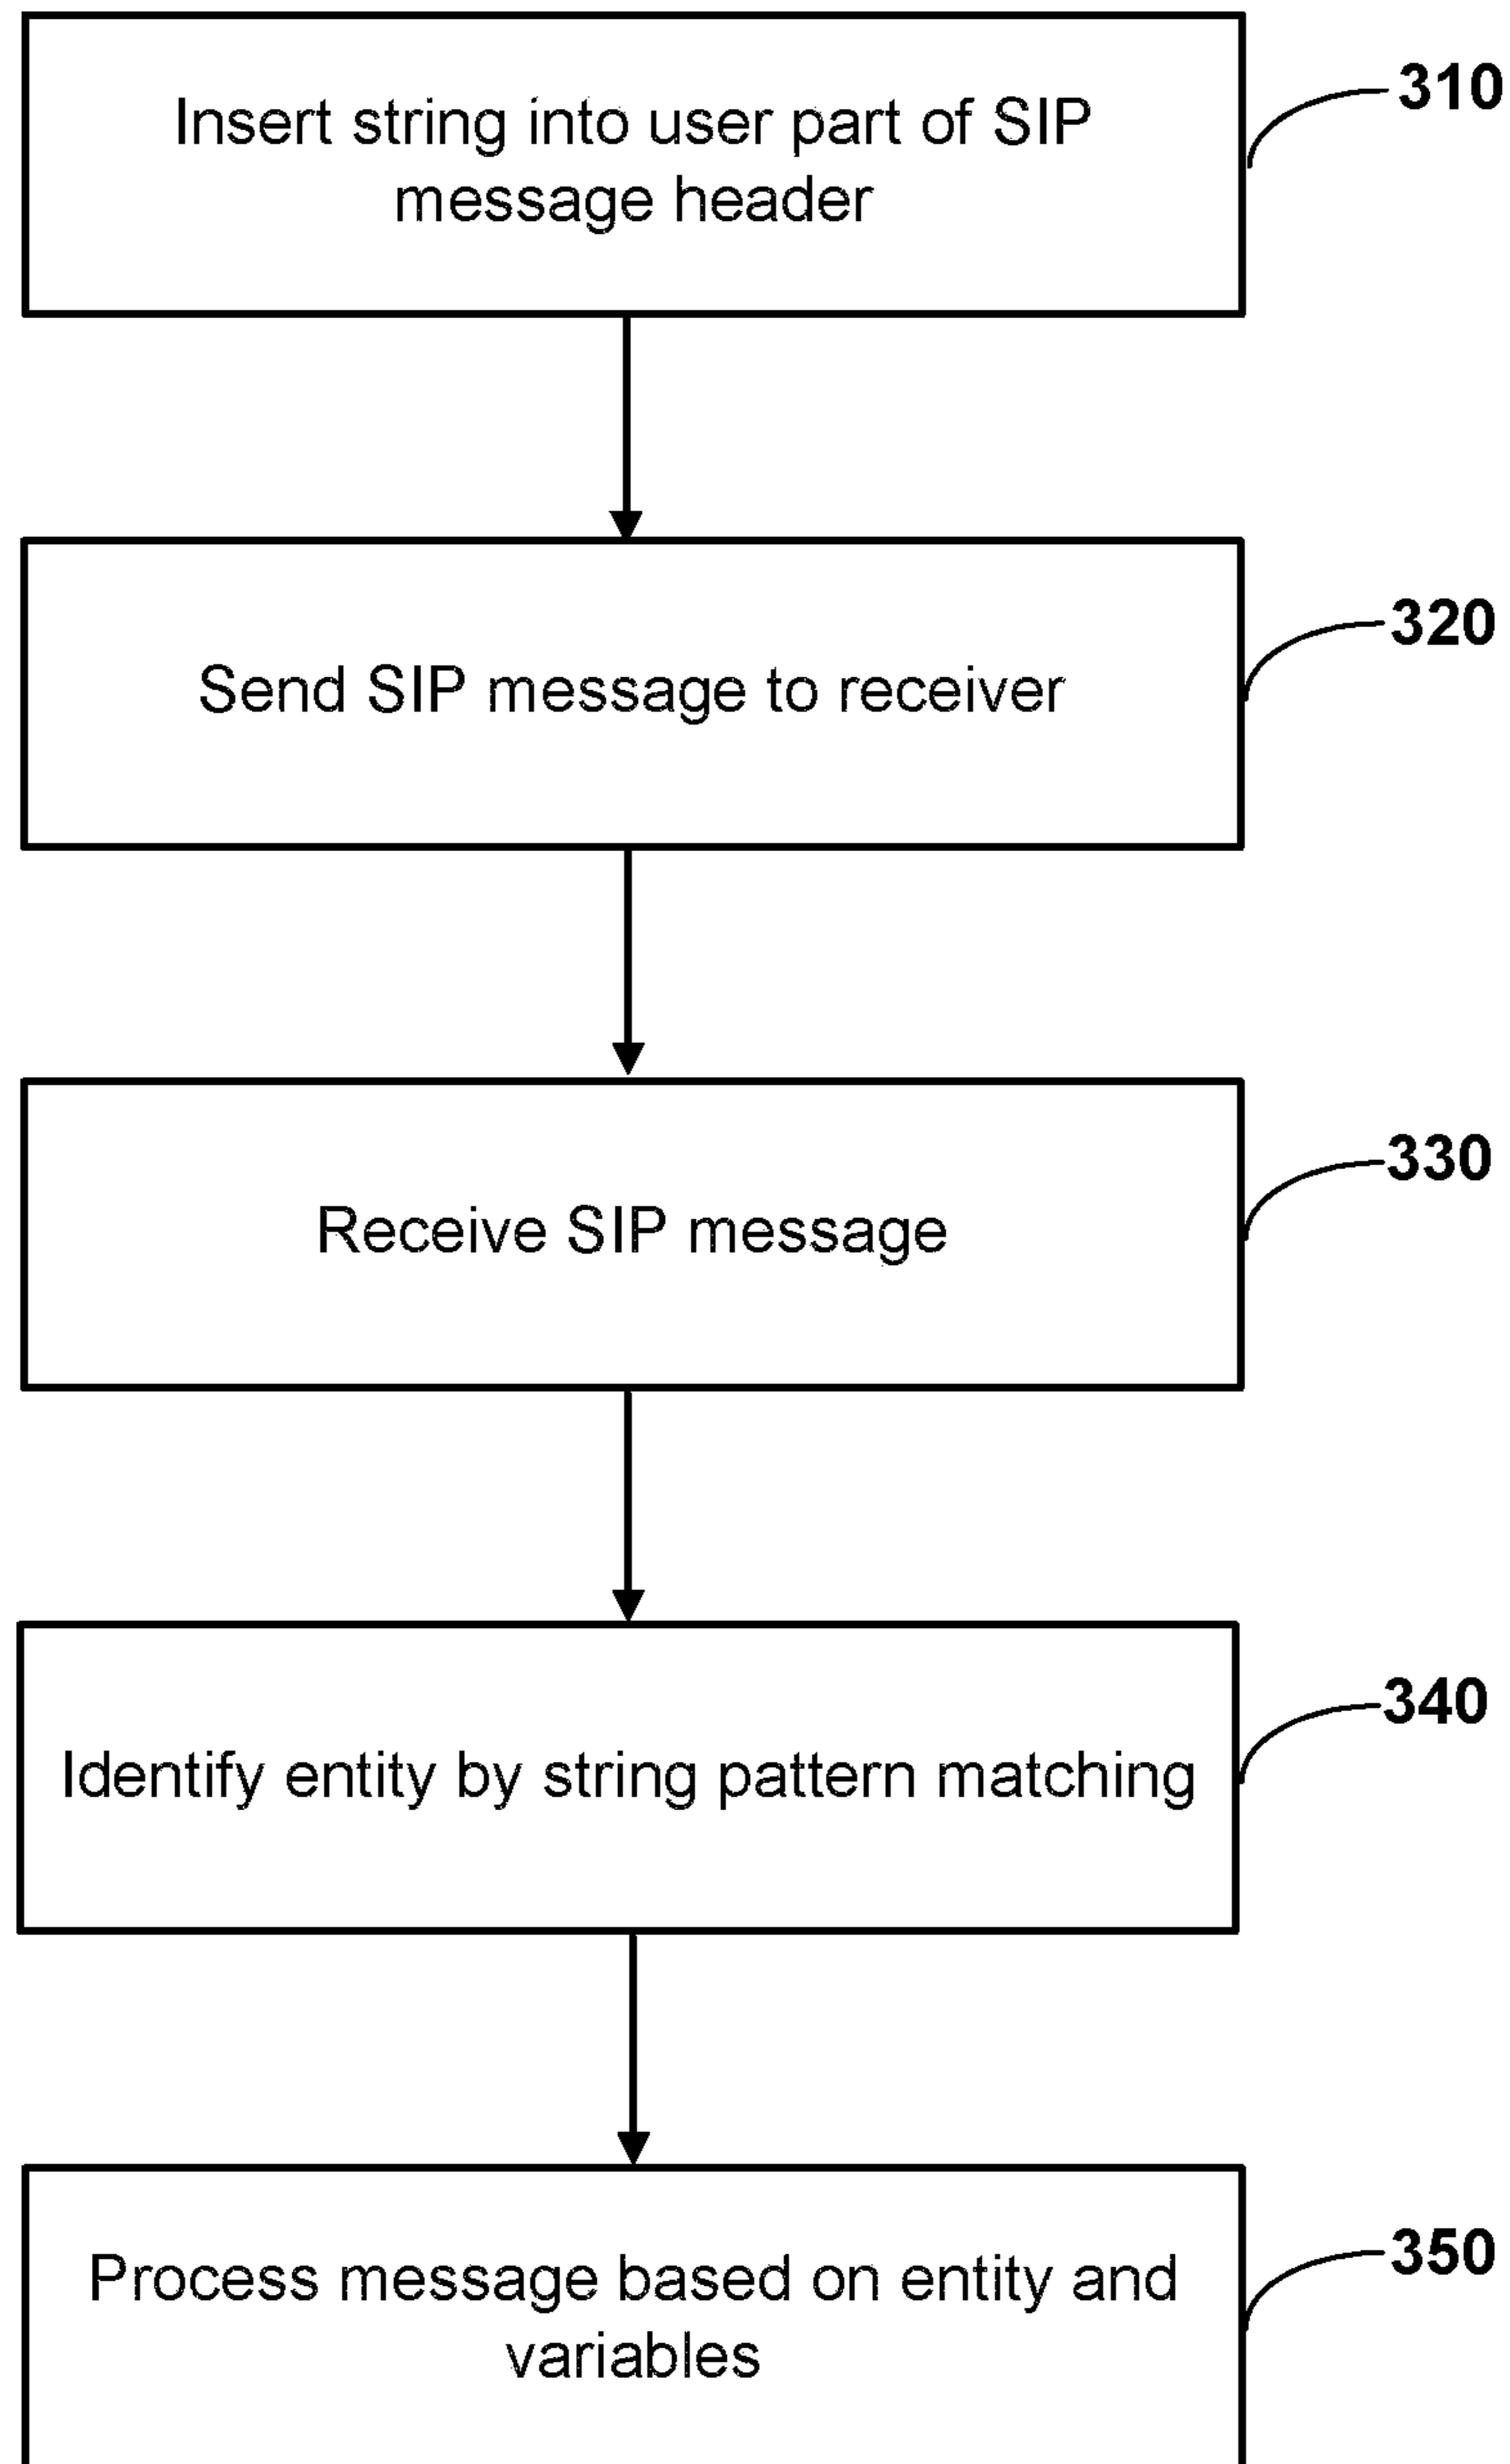 Insert string into user part of SIP
message header
310
Send SIP message to receiver
320
Receive SIP message
330
Identify entity by string pattern matching
340
Process message based on entity and
variables
350